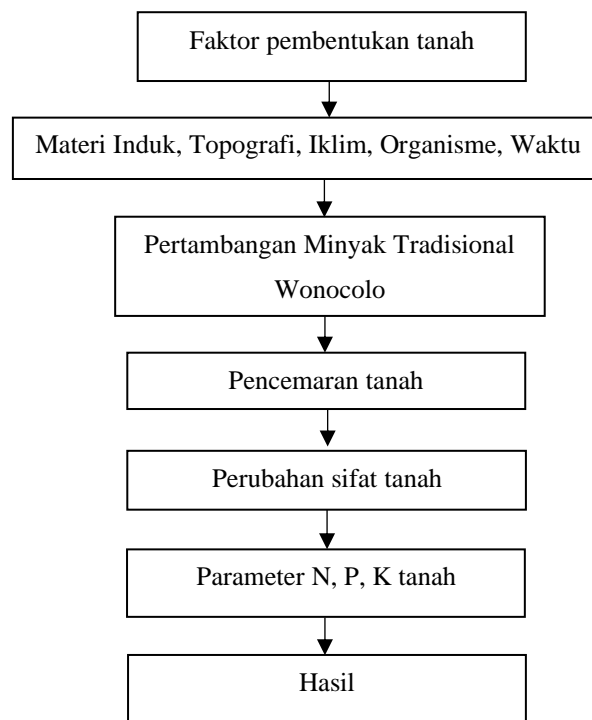 Faktor pembentukan tanah
Materi Induk, Topografi, Iklim, Organisme, Waktu
Pertambangan Minyak Tradisional
Wonocolo
Pencemaran tanah
Perubahan sifat tanah
Parameter N, P, K tanah
Hasil